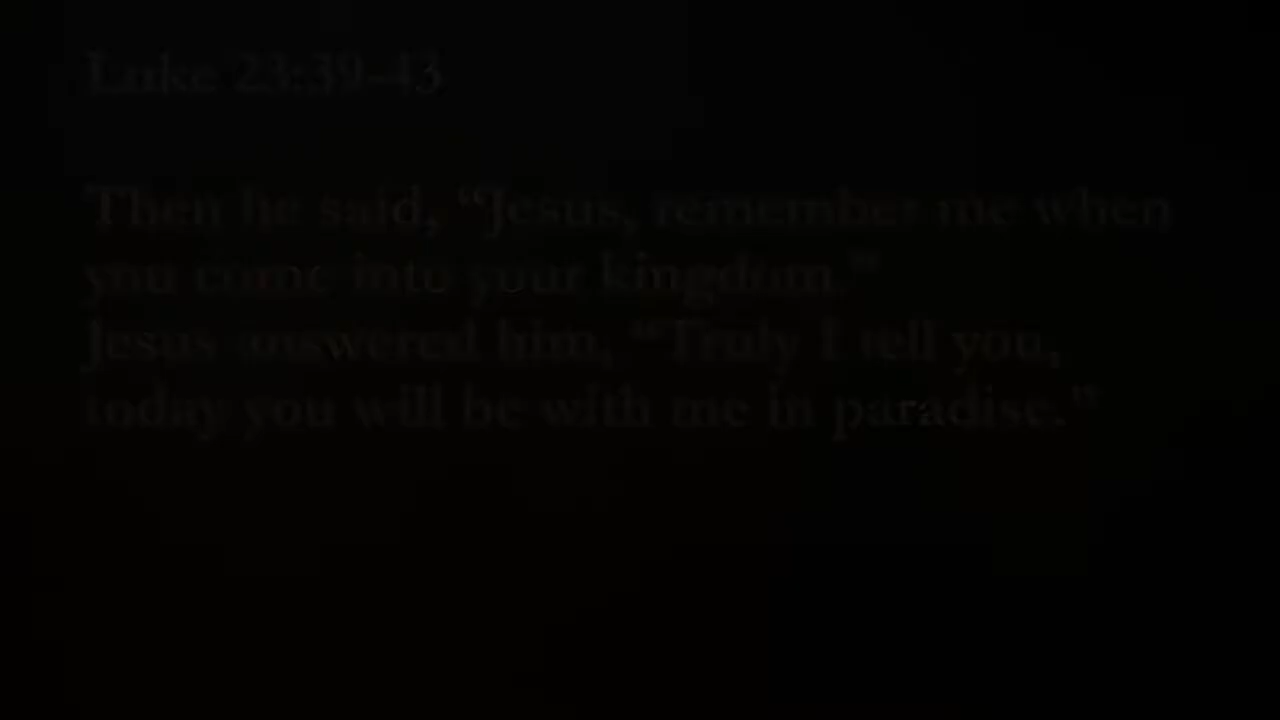 Luke 23:39-43
Then he said, “Jesus, remember me when
you come into your kingdom.”
Jesus answered him, “Truly I tell you,
today you will be with me in paradise.”